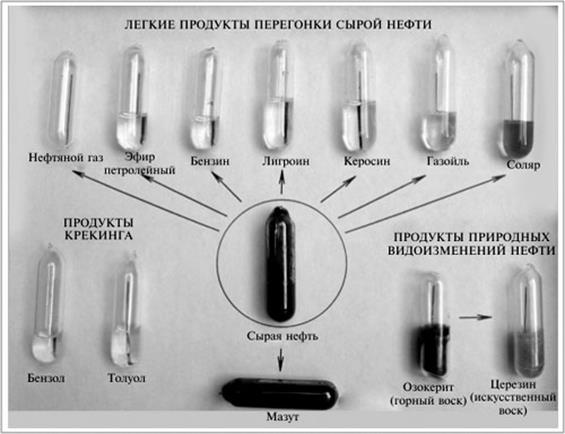 ЛЕГКИЕ ПРОДУКТЫ ПЕРЕГОНКИ СЫРОЙ НЕФТИ
Нефтяной газ
Эфир
петролейный
Бензин
Лигроин
Керосин
Газойль
Соляр
ПРОДУКТЫ
КРЕКИНГА
ПРОДУКТЫ ПРИРОДНЫХ
ВИДОИЗМЕНЕНИЙ НЕФТИ
Сырая нефть
Бензол
Толуол
Мазут
Озокерит
(горный воск)
Церезин
(искусственный
воск)